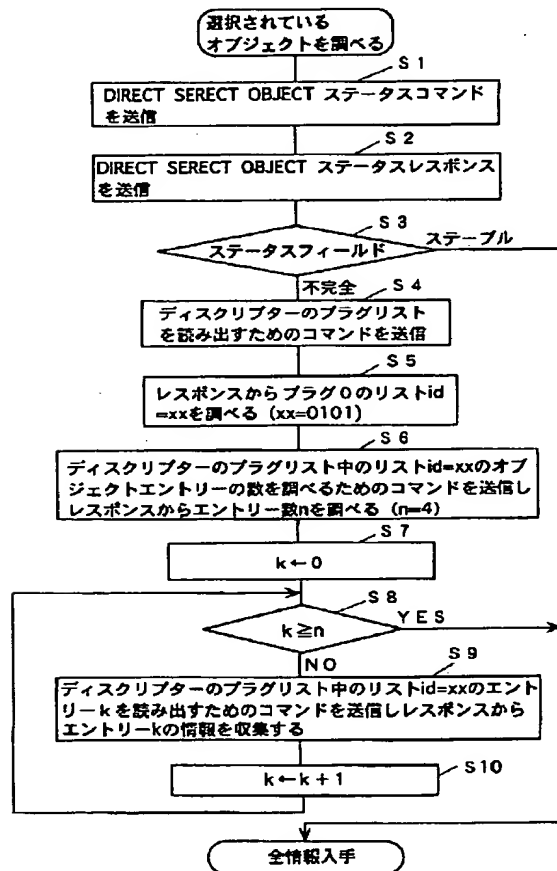 選択されている
オブジェクトを調べる
S1
DIRECT SERECT OBJECT ステータスコマンド
を送信
S2
DIRECT SERECT OBJECT ステータスレスポンス
を送信
S3
ステータスフィールド
ステーブル
不完全
S4
ディスクリプターのプラグリスト
を読み出すためのコマンドを送信
S5
レスポンスからプラグ0のリストid
=xxを調べる（xx=0101）
S6
ディスクリプターのプラグリスト中のリストid=xxのオブ
ジェクトエントリーの数を調べるためのコマンドを送信し
レスポンスからエントリー数nを調べる（n=4）
S7
k←0
S8
k≧n
YES
NO
S9
ディスクリプターのプラグリスト中のリストid=xxのエント
リーkを読み出すためのコマンドを送信しレスポンスから
エントリーkの情報を収集する
S10
k←k+1
全情報入手